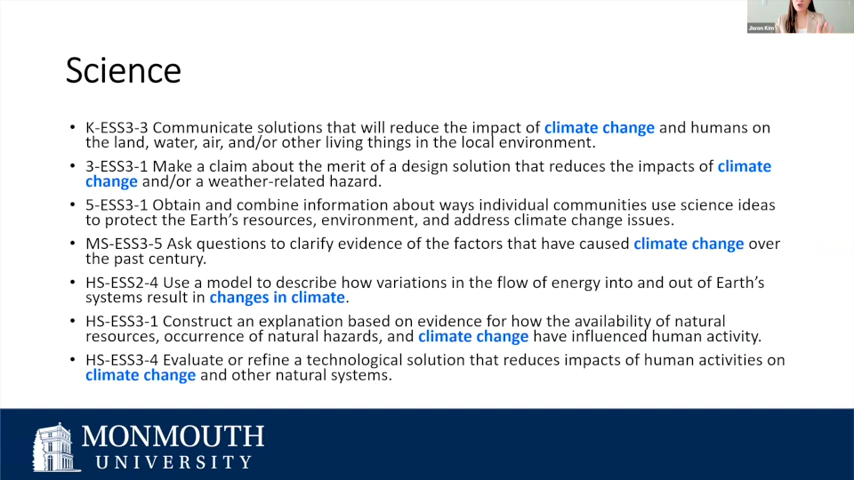 Jiwon Kim
Science
• K-ESS3-3 Communicate solutions that will reduce the impact of climate change and humans on
the land, water, air, and/or other living things in the local environment.
• 3-ESS3-1 Make a claim about the merit of a design solution that reduces the impacts of climate
change and/or a weather-related hazard.
• 5-ESS3-1 Obtain and combine information about ways individual communities use science ideas
to protect the Earth's resources, environment, and address climate change issues.
• MS-ESS3-5 Ask questions to clarify evidence of the factors that have caused climate change over
the past century.
• HS-ESS2-4 Use a model to describe how variations in the flow of energy into and out of Earth's
systems result in changes in climate.
• HS-ESS3-1 Construct an explanation based on evidence for how the availability of natural
resources, occurrence of natural hazards, and climate change have influenced human activity.
• HS-ESS3-4 Evaluate or refine a technological solution that reduces impacts of human activities on
climate change and other natural systems.
MONMOUTH
UNIVERSITY